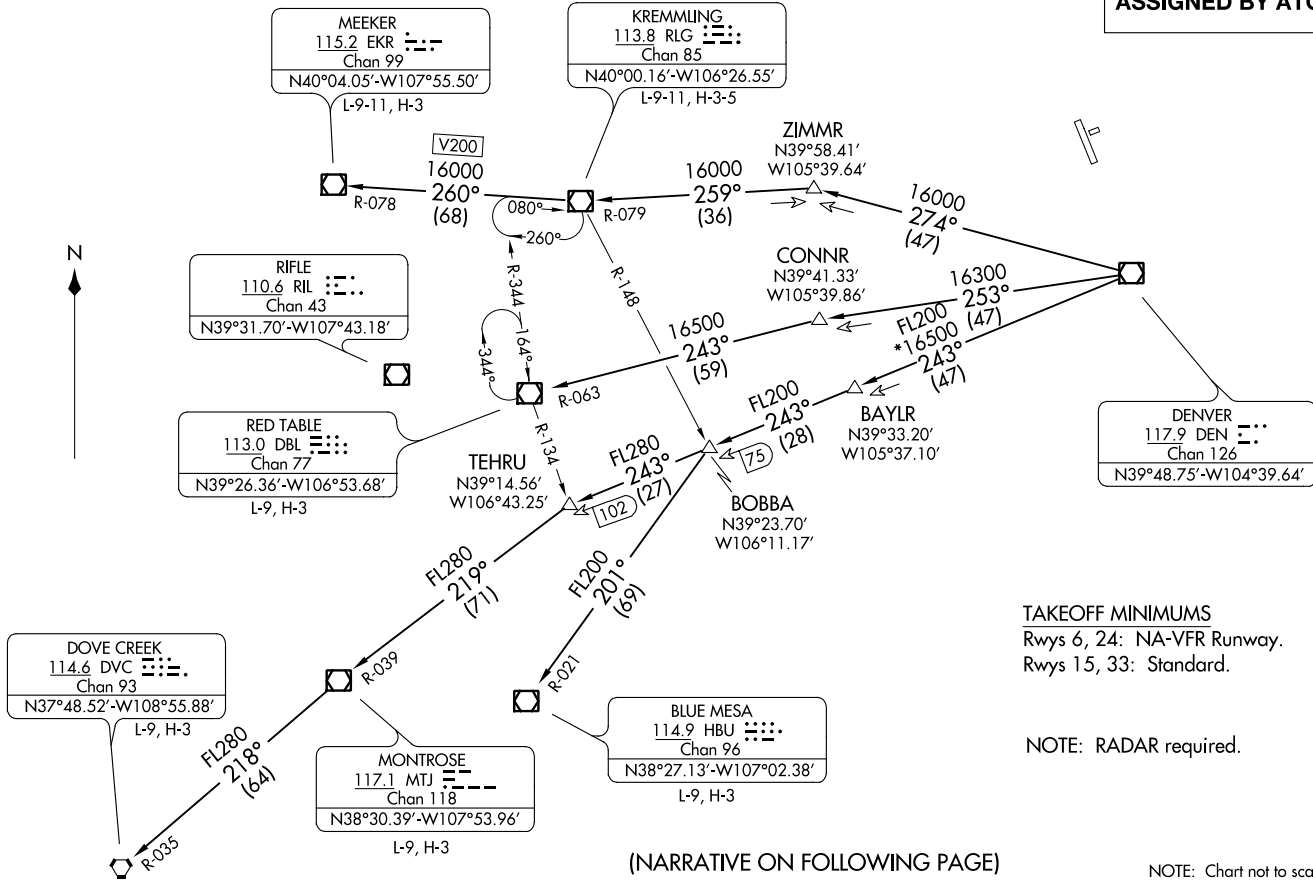 ASSIGNED BY ATC
MEEKER
115.2 EKR
Chan 99
N40°04.05'-W107°55.50'
L-9-11, H-3
KREMMLING
113.8 RLG
Chan 85
N40°00.16'-W106°26.55'
L-9-11, H-3-5
V200
16000
260°
(68)
R-078
080°
260°
R-079
16000
259°
(36)
ZIMMR
N39°58.41'
W105°39.64'
16000
274°
(47)
N
RIFLE
110.6 RIL
Chan 43
N39°31.70'-W107°43.18'
R-344
164°
344°
R-148
CONNR
N39°41.33'
W105°39.86'
16300
253°
(47)
16500
243°
(59)
R-063
FL200
*16500
243°
(47)
RED TABLE
113.0 DBL
Chan 77
N39°26.36'-W106°53.68'
L-9, H-3
R-134
BAYLR
N39°33.20'
W105°37.10'
FL200
243°
(28)
75
DENVER
117.9 DEN
Chan 126
N39°48.75'-W104°39.64'
TEHRU
N39°14.56'
W106°43.25'
FL280
243°
(27)
102
BOBBA
N39°23.70'
W106°11.17'
FL280
219°
(71)
FL200
201°
(69)
R-039
R-021
TAKEOFF MINIMUMS
Rwys 6, 24: NA-VFR Runway.
Rwys 15, 33: Standard.
NOTE: RADAR required.
DOVE CREEK
114.6 DVC
Chan 93
N37°48.52'-W108°55.88'
L-9, H-3
FL280
218°
(64)
R-035
MONTROSE
117.1 MTJ
Chan 118
N38°30.39'-W107°53.96'
L-9, H-3
BLUE MESA
114.9 HBU
Chan 96
N38°27.13'-W107°02.38'
L-9, H-3
(NARRATIVE ON FOLLOWING PAGE)
NOTE: Chart not to